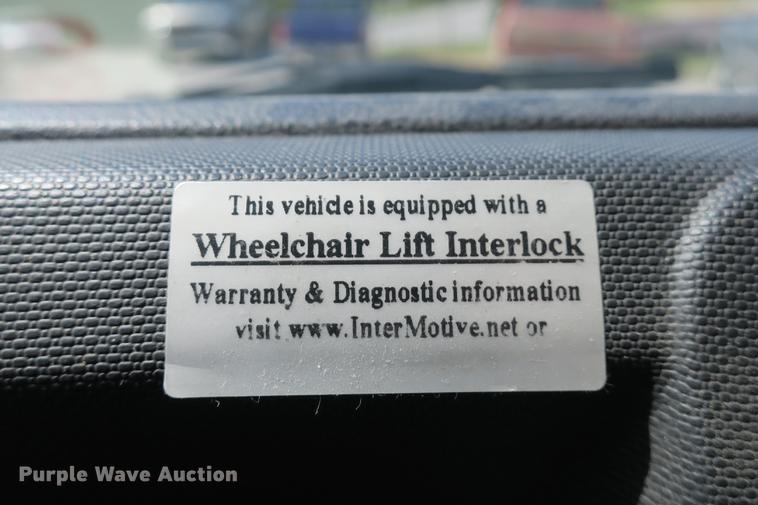 This vehicle is equipped with a
Wheelchair Lift Interlock
Warranty & Diagnostic information
visit www.InterMotive.net or
Purple Wave Auction